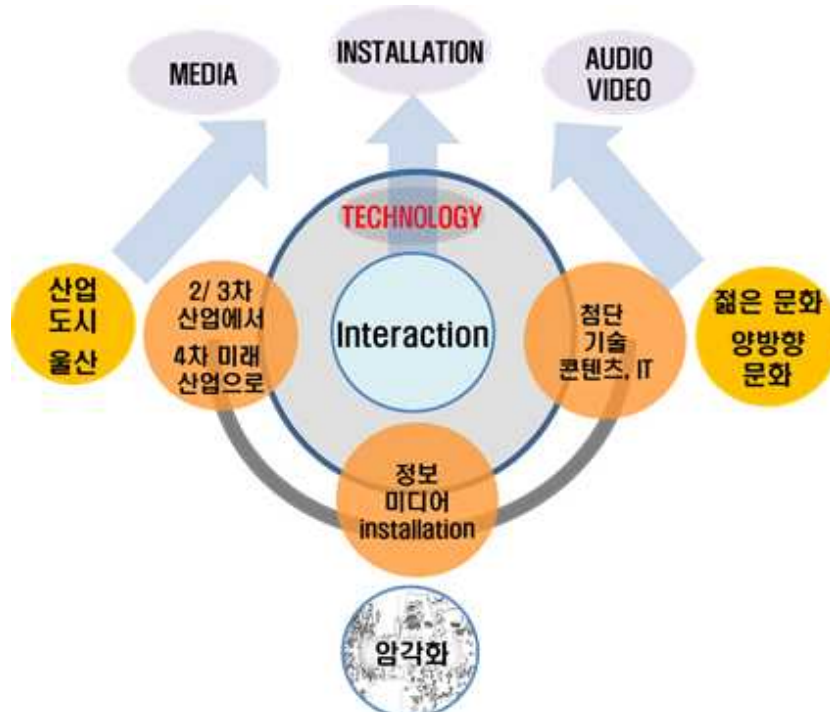 MEDIA
INSTALLATION
AUDIO
VIDEO
TECHNOLOGY
Interaction
산업
도시
울산
2/ 3차
산업에서
4차 미래
산업으로
첨단
기술
콘텐츠, IT
젊은 문화
양방향
문화
정보
미디어
installation
암각화